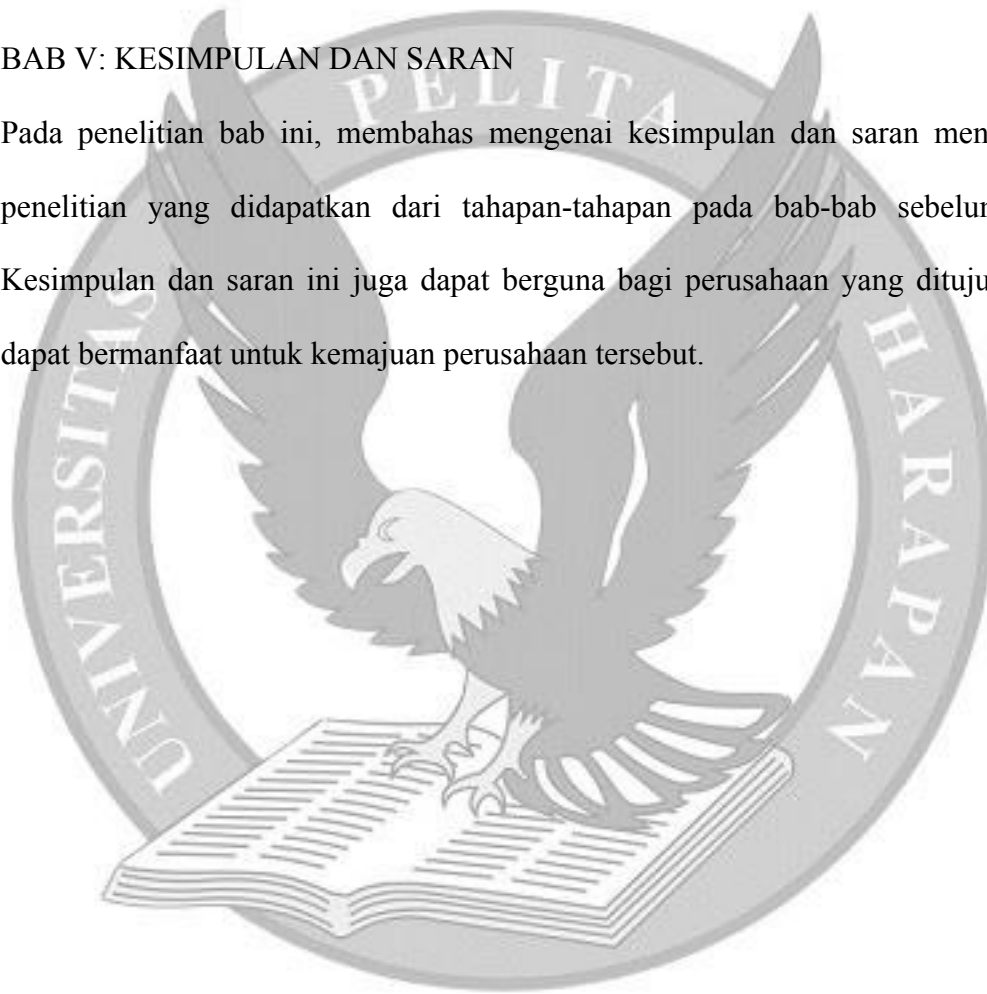 BAB V: KESIMPULAN DAN SARAN
Pada penelitian bab ini, membahas mengenai kesimpulan dan saran
penelitian yang didapatkan dari tahapan-tahapan pada bab-bab
Kesimpulan dan saran ini juga dapat berguna bagi perusahaan yang
dapat bermanfaat untuk kemajuan perusahaan tersebut.
UNIVERSITAS PELITA HARAPAN